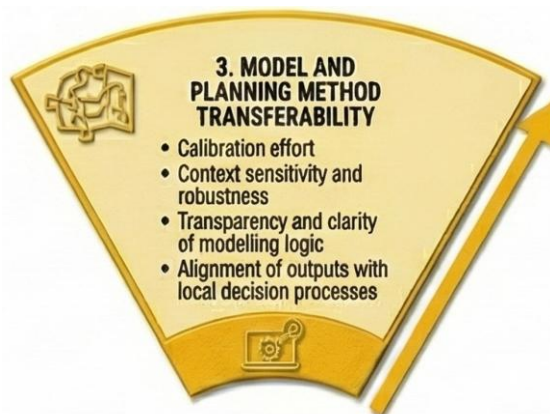 3. MODEL AND
PLANNING METHOD
TRANSFERABILITY
• Calibration effort
• Context sensitivity and
robustness
• Transparency and clarity
of modelling logic
• Alignment of outputs with
local decision processes